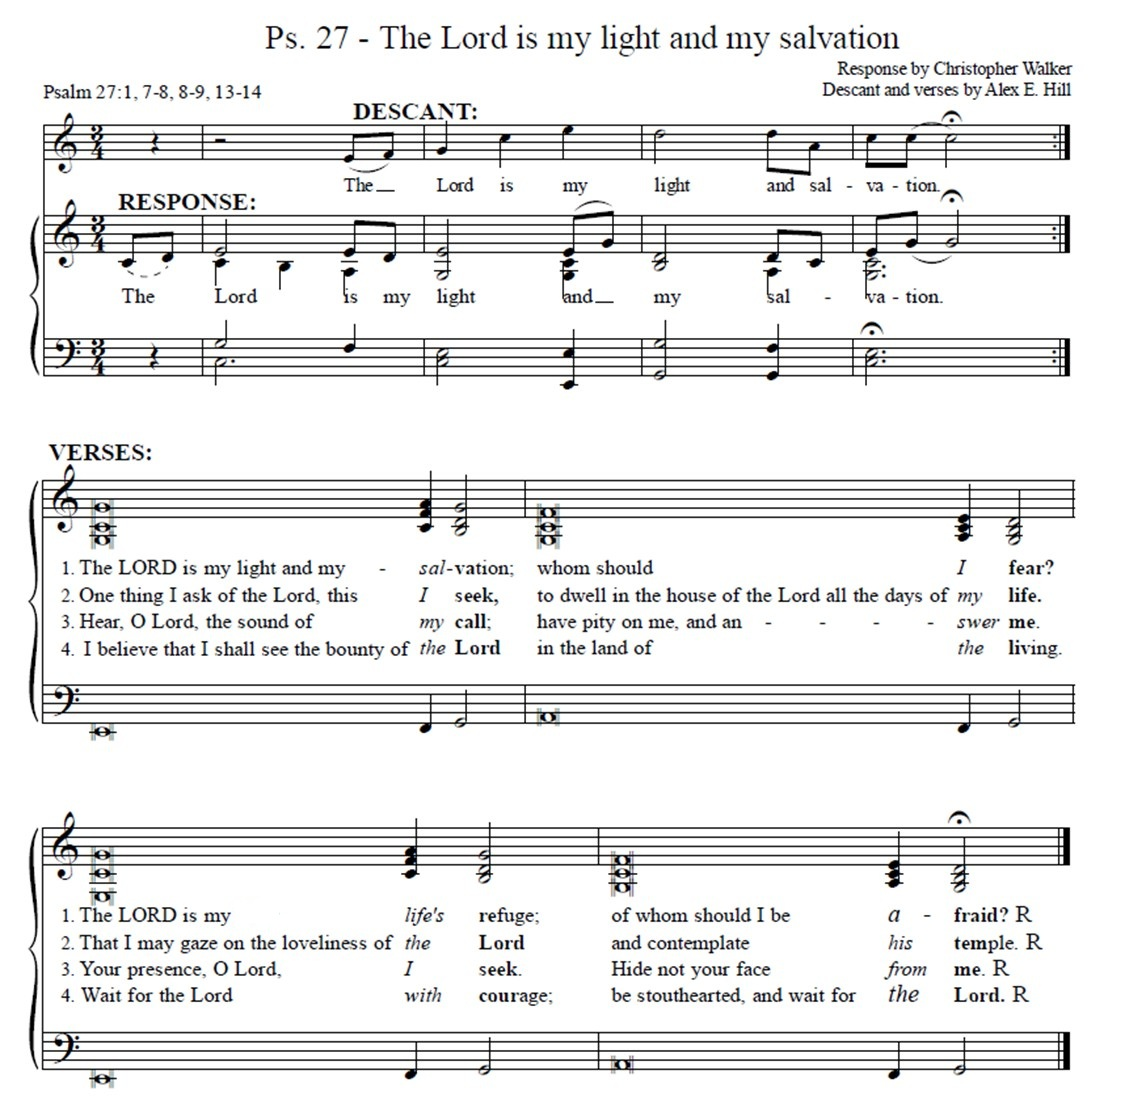 Ps. 27 - The Lord is my light and my salvation
Response by Christopher Walker
Psalm 27:1, 7-8, 8-9, 13-14
Descant and verses by Alex E. Hill
DESCANT:
The Lord is my light and sal - va - tion.
RESPONSE:
The Lord is my light and my sal - va - tion.
VERSES:
1. The LORD is my light and my - sal-vation; whom should I fear?
2. One thing I ask of the Lord, this I seek, to dwell in the house of the Lord all the days of my life.
3. Hear, O Lord, the sound of my call; have pity on me, and an - - - - swer me.
4. I believe that I shall see the bounty of the Lord in the land of the living.
1. The LORD is my life's refuge; of whom should I be a - fraid? R
2. That I may gaze on the loveliness of the Lord and contemplate his temple. R
3. Your presence, O Lord, I seek. Hide not your face from me. R
4. Wait for the Lord with courage; be stouthearted, and wait for the Lord. R